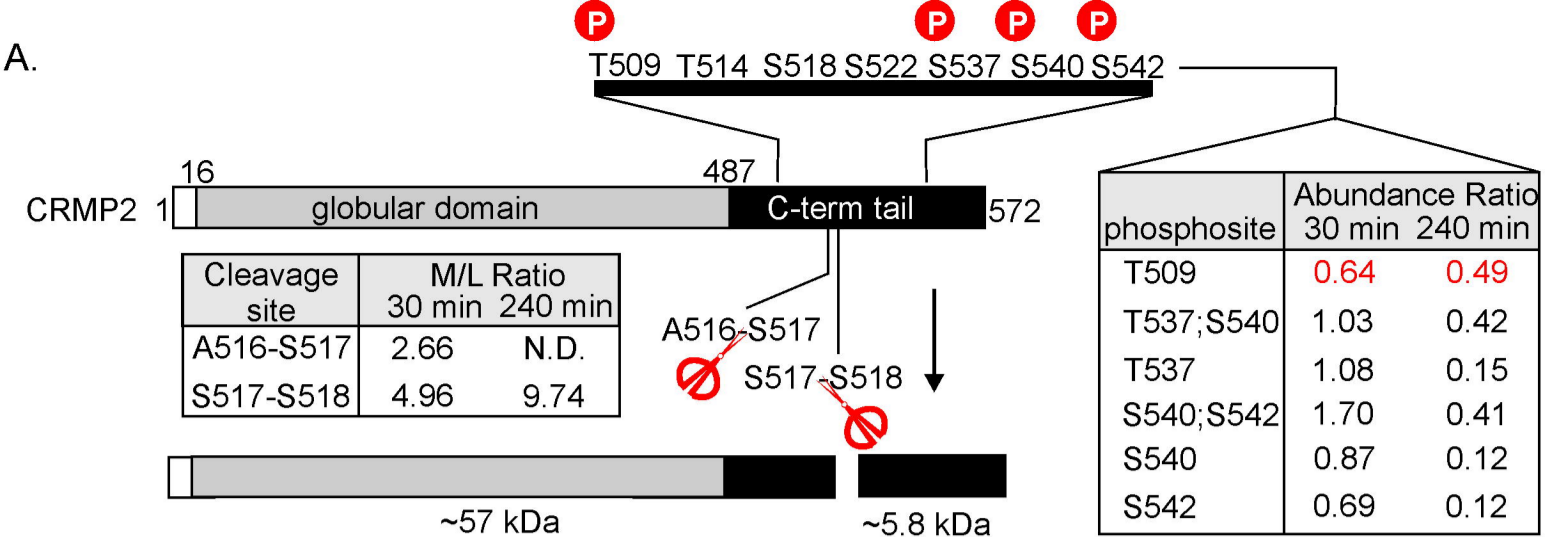 A.
P P P P
T509 T514 S518 S522 S537 S540 S542
16 487
CRMP2 1 globular domain C-term tail 572
Cleavage site M/L Ratio
30 min 240 min
A516-S517 2.66 N.D.
S517-S518 4.96 9.74
A516-S517
S517-S518
~57 kDa ~5.8 kDa
phosphosite Abundance Ratio
30 min 240 min
T509 0.64 0.49
T537;S540 1.03 0.42
T537 1.08 0.15
S540;S542 1.70 0.41
S540 0.87 0.12
S542 0.69 0.12